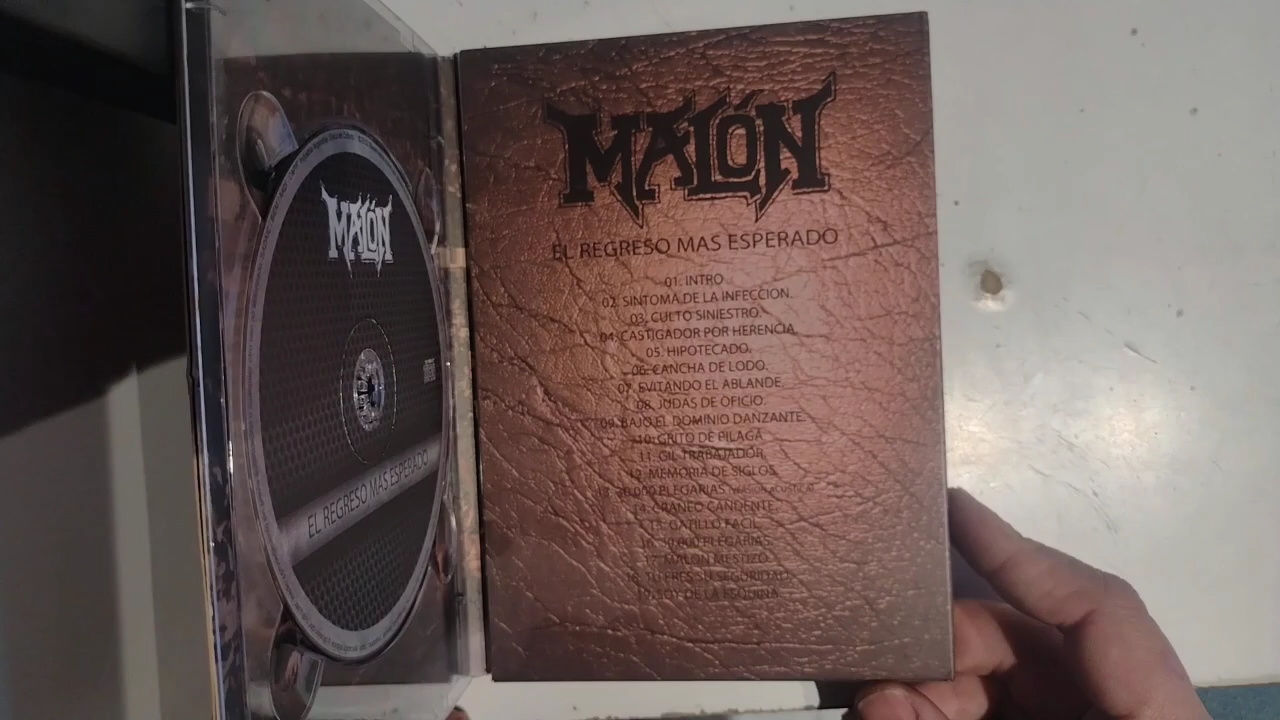 MALÓN
EL REGRESO MAS ESPERADO
MALÓN
EL REGRESO MAS ESPERADO
01. INTRO
02. SINTOMA DE LA INFECCION.
03. CULTO SINIESTRO.
04. CASTIGADOR POR HERENCIA.
05. HIPOTECADO.
06. CANCHA DE LODO.
07. EVITANDO EL ABLANDE.
08. JUDAS DE OFICIO.
09. BAJO EL DOMINIO DANZANTE.
10. GRITO DE PILAGÁ
11. GIL TRABAJADOR
12. MEMORIA DE SIGLOS.
13. 30.000 PLEGARIAS
14. CRANEO CANDENTE.
15. GATILLO FACIL.
16. 30.000 PLEGARIAS.
17. MALON MESTIZO
18. TU ERES SU SEGURIDAD.
19. SOY DE LA ESQUINA